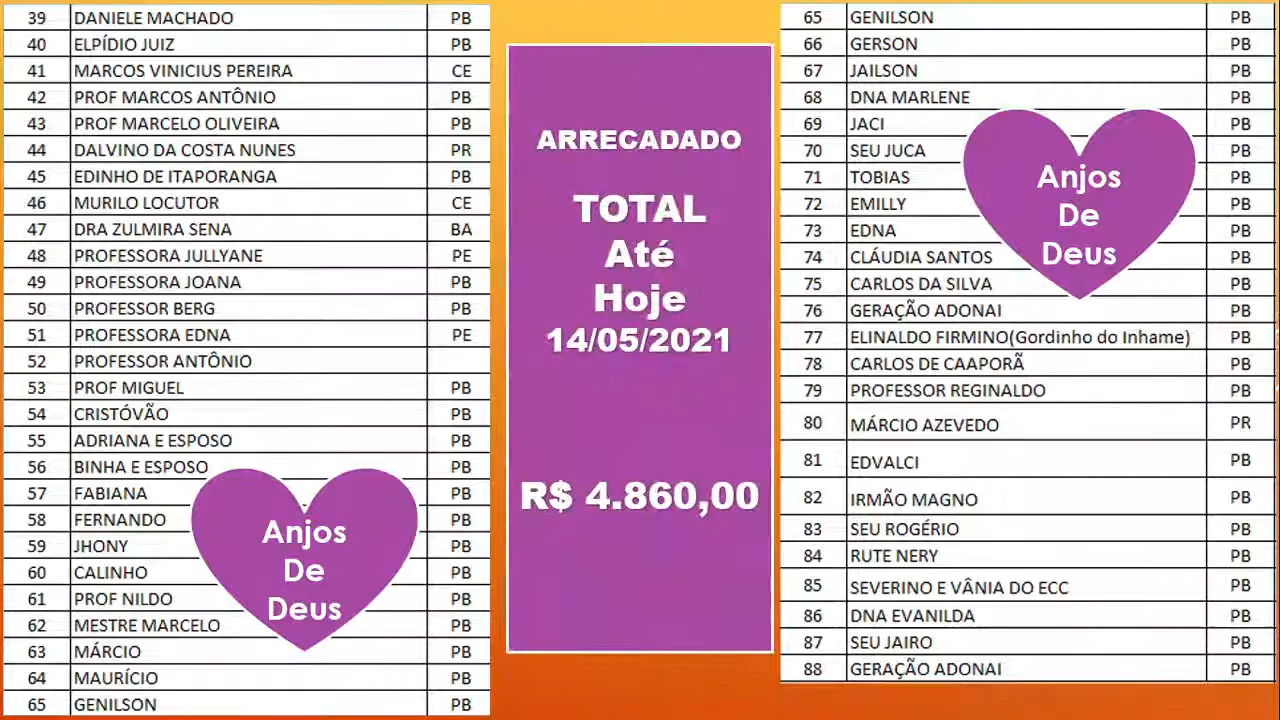 39 DANIELE MACHADO PB
40 ELPÍDIO JUIZ PB
41 MARCOS VINICIUS PEREIRA CE
42 PROF MARCOS ANTÔNIO PB
43 PROF MARCELO OLIVEIRA PB
44 DALVINO DA COSTA NUNES PR
45 EDINHO DE ITAPORANGA PB
46 MURILO LOCUTOR CE
47 DRA ZULMIRA SENA BA
48 PROFESSORA JULLYANE PE
49 PROFESSORA JOANA PB
50 PROFESSOR BERG PB
51 PROFESSORA EDNA PE
52 PROFESSOR ANTÔNIO
53 PROF MIGUEL PB
54 CRISTÓVÃO PB
55 ADRIANA E ESPOSO PB
56 BINHA E ESPOSO PB
57 FABIANA PB
58 FERNANDO PB
59 JHONY PB
60 CALINHO PB
61 PROF NILDO PB
62 MESTRE MARCELO PB
63 MÁRCIO PB
64 MAURÍCIO PB
65 GENILSON PB
Anjos
De
Deus
ARRECADADO
TOTAL
Até
Hoje
14/05/2021
R$ 4.860,00
65 GENILSON PB
66 GERSON PB
67 JAILSON PB
68 DNA MARLENE PB
69 JACI PB
70 SEU JUCA PB
71 TOBIAS PB
72 EMILLY PB
73 EDNA PB
74 CLÁUDIA SANTOS PB
75 CARLOS DA SILVA PB
76 GERAÇÃO ADONAI PB
77 ELINALDO FIRMINO(Gordinho do Inhame) PB
78 CARLOS DE CAAPORÃ PB
79 PROFESSOR REGINALDO PB
80 MÁRCIO AZEVEDO PR
81 EDVALCI PB
82 IRMÃO MAGNO PB
83 SEU ROGÉRIO PB
84 RUTE NERY PB
85 SEVERINO E VÂNIA DO ECC PB
86 DNA EVANILDA PB
87 SEU JAIRO PB
88 GERAÇÃO ADONAI PB
Anjos
De
Deus